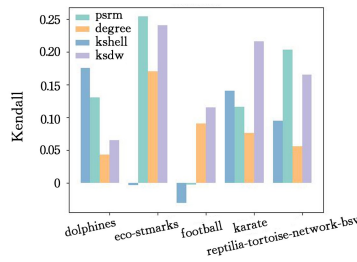 psrm
degree
kshell
ksdw
Kendall
0.25
0.20
0.15
0.10
0.05
0
dolphines
eco-stmarks
football
karate
reptilia-tortoise-network-bsv